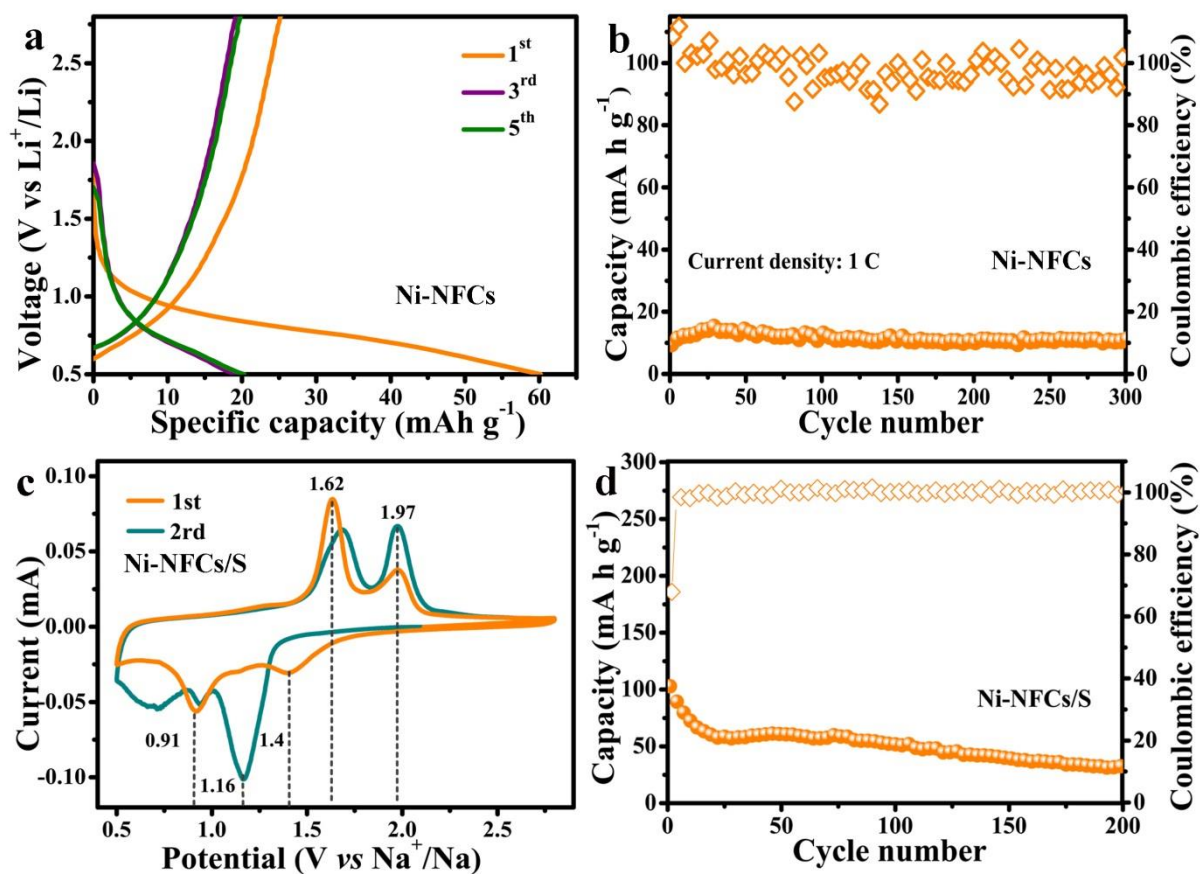 a
1st
3rd
5th
Ni-NFCs
Voltage (V vs Li+/Li)
2.5
2.0
1.5
1.0
0.5
0 10 20 30 40 50 60
Specific capacity (mAh g-1)
b
Current density: 1 C
Ni-NFCs
Capacity (mA h g-1)
100
80
60
40
20
0
0 50 100 150 200 250 300
Cycle number
100
80
60
40
20
0
Coulombic efficiency (%)
c
1st
2rd
Ni-NFCs/S
1.62
1.97
0.91
1.4
1.16
Current (mA)
0.10
0.05
0.00
-0.05
-0.10
0.5 1.0 1.5 2.0 2.5
Potential (V vs Na+/Na)
d
Ni-NFCs/S
Capacity (mA h g-1)
300
275
250
225
200
175
150
100
50
0
0 50 100 150 200
Cycle number
100
80
60
40
20
0
Coulombic efficiency (%)